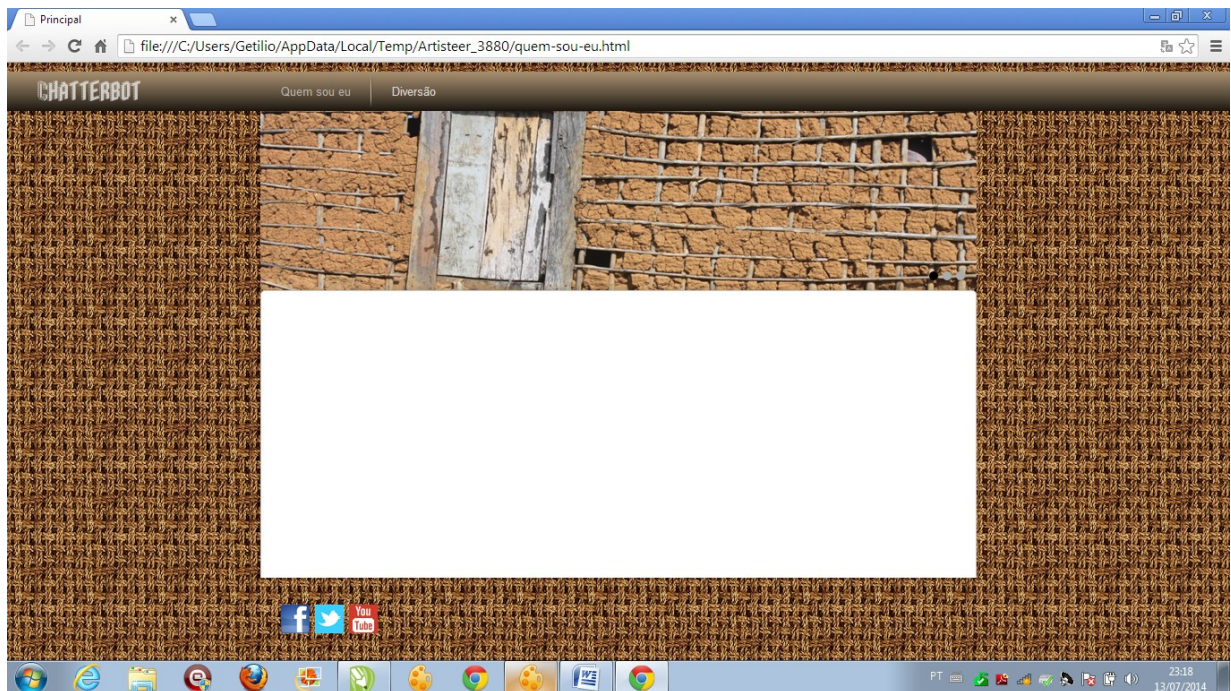 Principal
file:///C:/Users/Getilio/AppData/Local/Temp/Artisteer_3880/quem-sou-eu.html
CHATTERBOT
Quem sou eu
Diversão
f
You
Tube
PT
23:18
13/07/2014